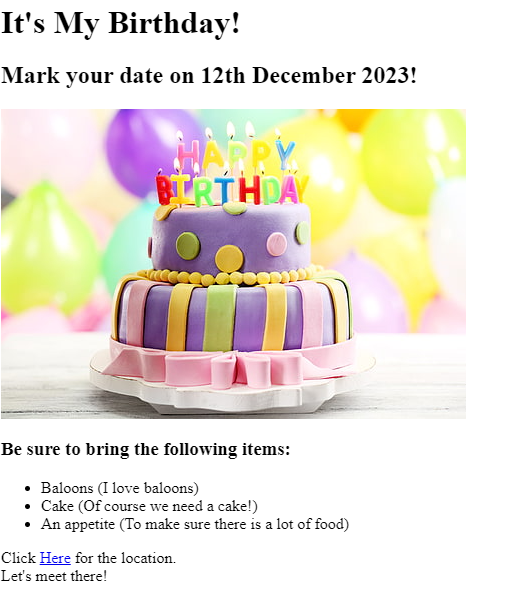 It's My Birthday!
Mark your date on 12th December 2023!
HAPPY
BIRTHDAY
Be sure to bring the following items:
Baloons (I love baloons)
Cake (Of course we need a cake!)
An appetite (To make sure there is a lot of food)
Click Here for the location.
Let's meet there!